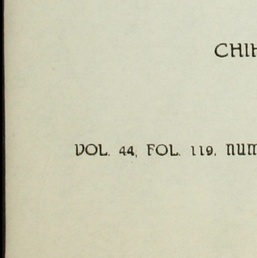 CHIH
VOL. 44, FOL. 119, NUM